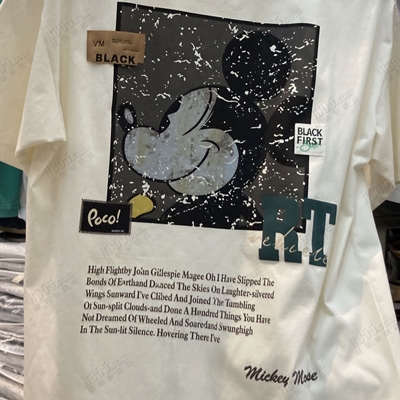 VM
BLACK
BLACK
FIRST
Poco!
RT
High Flightby John Gillespie Magee Oh I Have Slipped The
Bonds Of Earthand Danced The Skies On Laughter-silvered
Wings Sunward I've Clibed And Joined The Tumbling
Ot Sun-split Clouds-and Done A Hundred Things You Have
Not Dreamed Of Wheeled And Soaredand Swunghigh
In The Sun-lit Silence. Hovering There I've
Mickey Mose